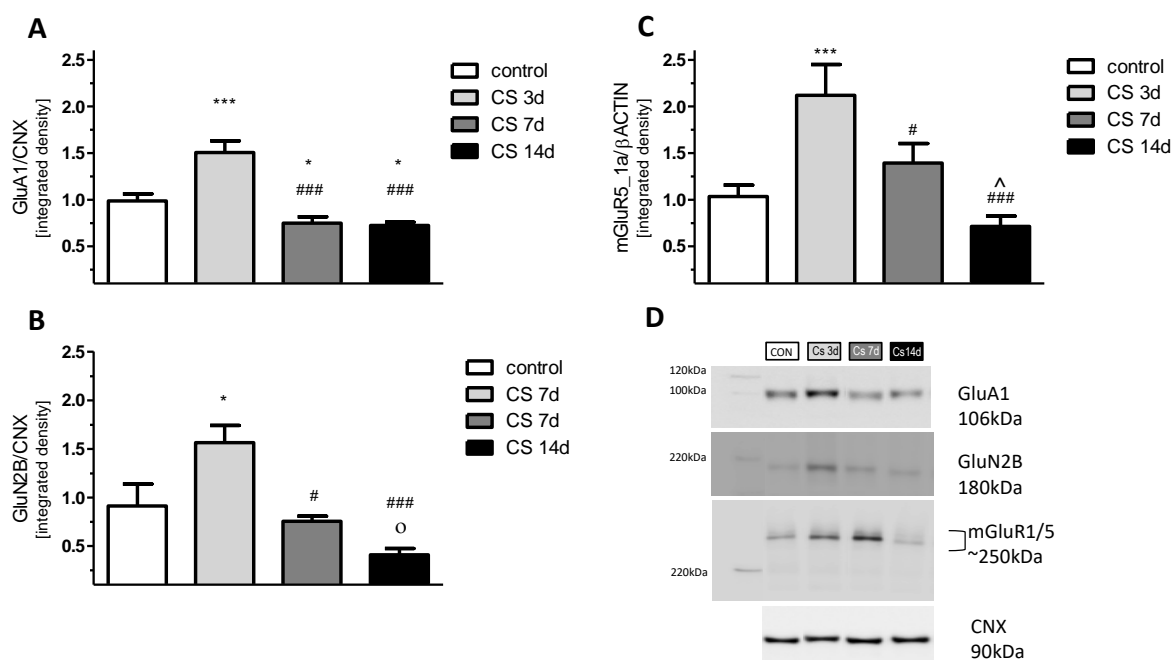 A
GluA1/CNX
[integrated density]
2.5
2.0
1.5
1.0
0.5
***
*
###
*
###
control
CS 3d
CS 7d
CS 14d
B
GluN2B/CNX
[integrated density]
2.5
2.0
1.5
1.0
0.5
*
#
###
o
control
CS 7d
CS 7d
CS 14d
C
mGluR5_1a/βACTIN
[integrated density]
2.5
2.0
1.5
1.0
0.5
***
#
^
###
control
CS 3d
CS 7d
CS 14d
D
CON Cs 3d Cs 7d Cs14d
120kDa
100kDa
GluA1
106kDa
220kDa
GluN2B
180kDa
mGluR1/5
~250kDa
220kDa
CNX
90kDa